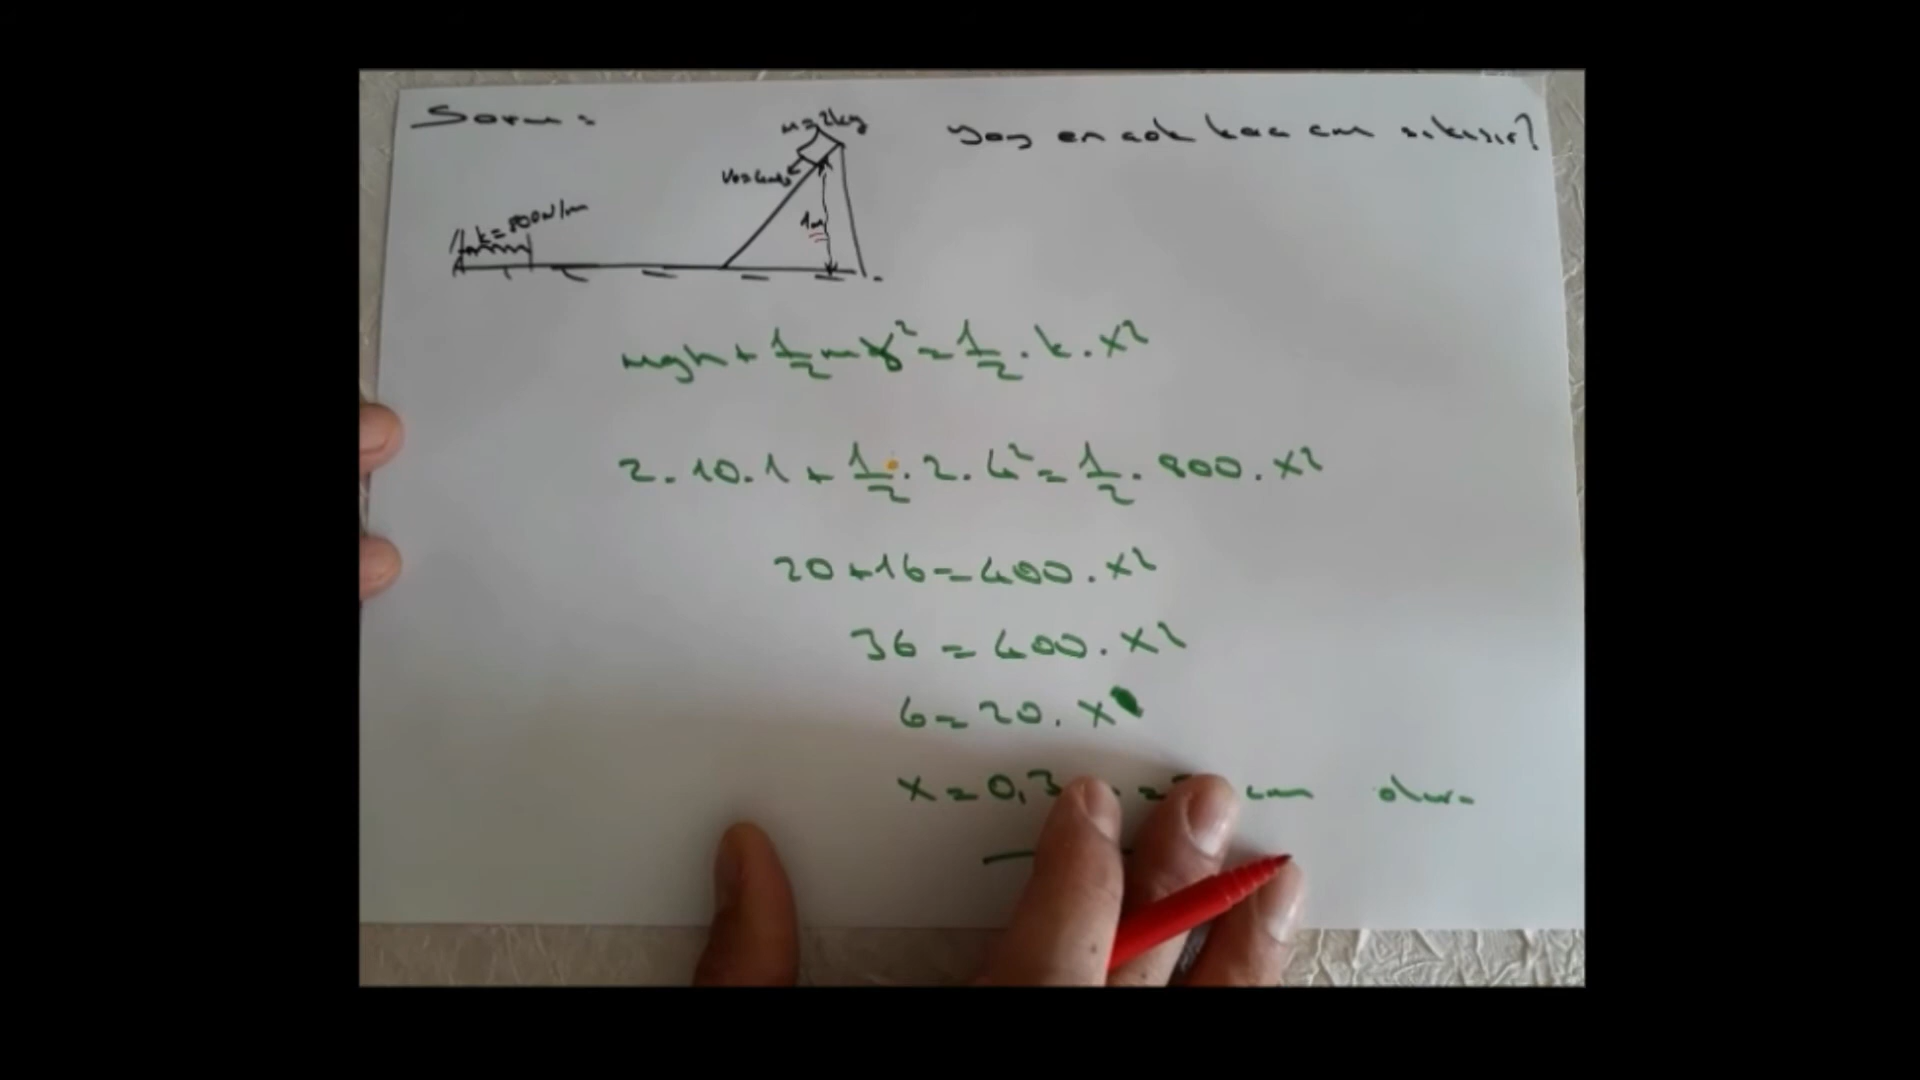 Soru:
Yay en çok kaç cm sıkışır?
m=2kg
V0=4m/s
1m
k=800N/m
mgh+1/2mv²=1/2.k.x²
2.10.1+1/2.2.4²=1/2.800.x²
20+16=400.x²
36=400.x²
6=20.x
x=0,3 = cm olur.